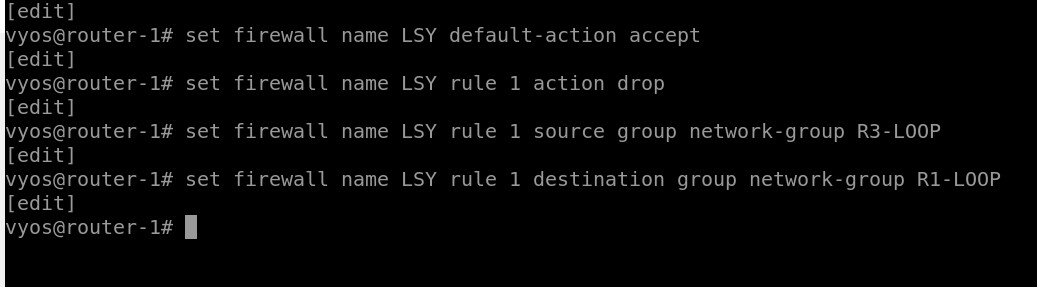 [edit]
vyos@router-1# set firewall name LSY default-action accept
[edit]
vyos@router-1# set firewall name LSY rule 1 action drop
[edit]
vyos@router-1# set firewall name LSY rule 1 source group network-group R3-LOOP
[edit]
vyos@router-1# set firewall name LSY rule 1 destination group network-group R1-LOOP
[edit]
vyos@router-1#